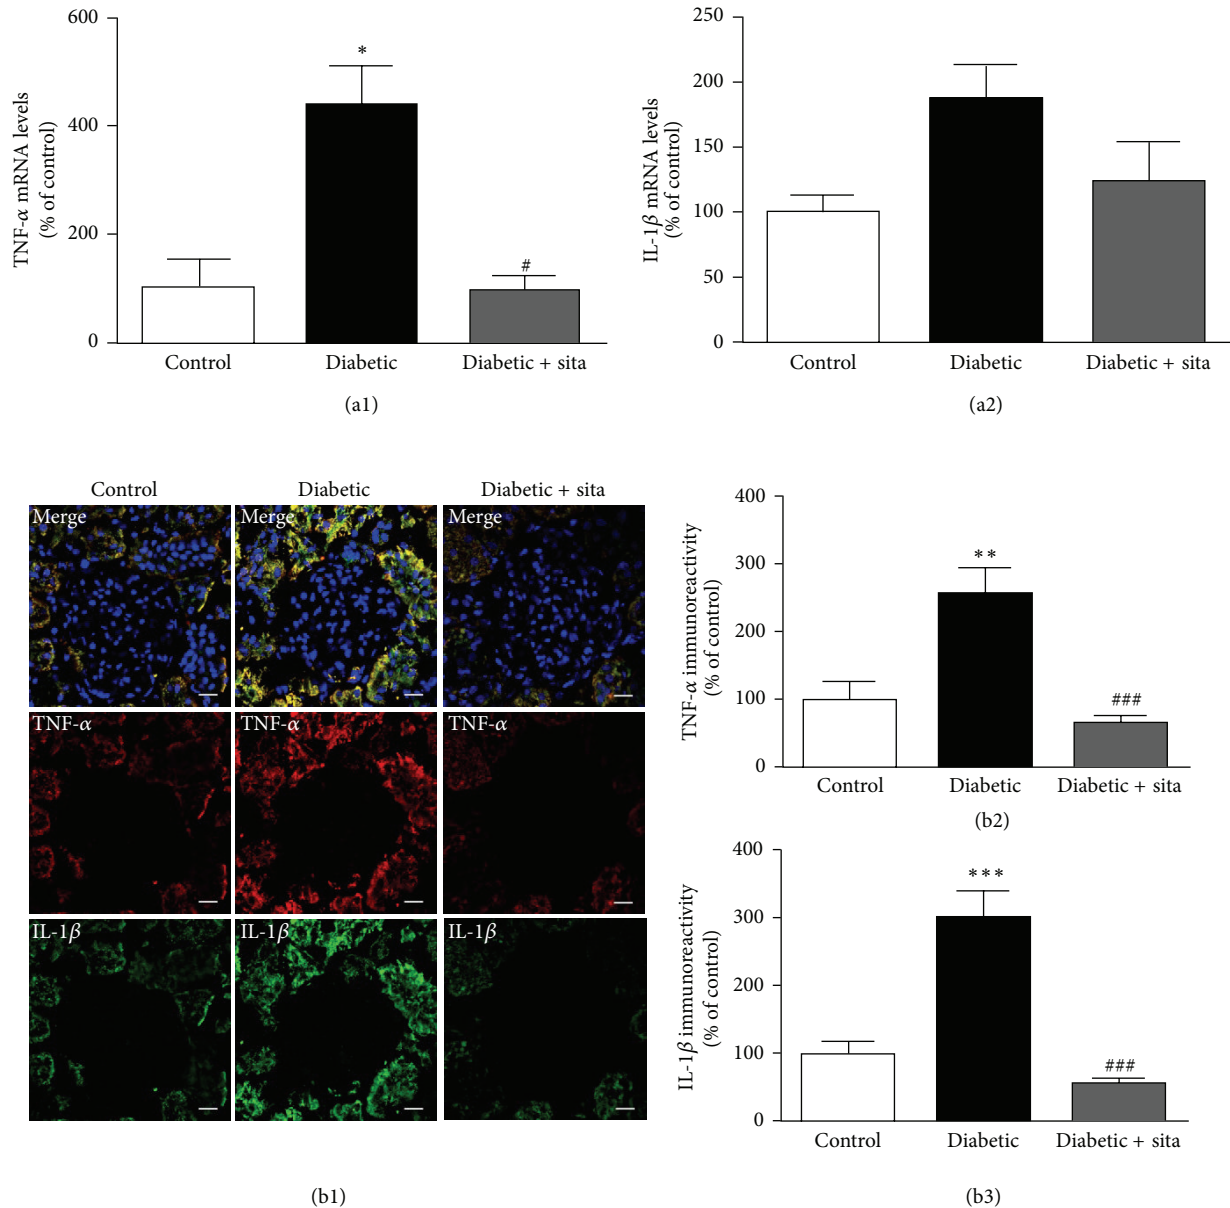 TNF-α mRNA levels
(% of control)
600
400
200
0
*
#
Control
Diabetic
Diabetic + sita
(a1)
IL-1β mRNA levels
(% of control)
250
200
150
100
50
0
Control
Diabetic
Diabetic + sita
(a2)
Control
Diabetic
Diabetic + sita
Merge
Merge
Merge
TNF-α
TNF-α
TNF-α
IL-1β
IL-1β
IL-1β
(b1)
TNF-α immunoreactivity
(% of control)
400
300
200
100
0
**
###
Control
Diabetic
Diabetic + sita
(b2)
IL-1β immunoreactivity
(% of control)
400
300
200
100
0
***
###
Control
Diabetic
Diabetic + sita
(b3)